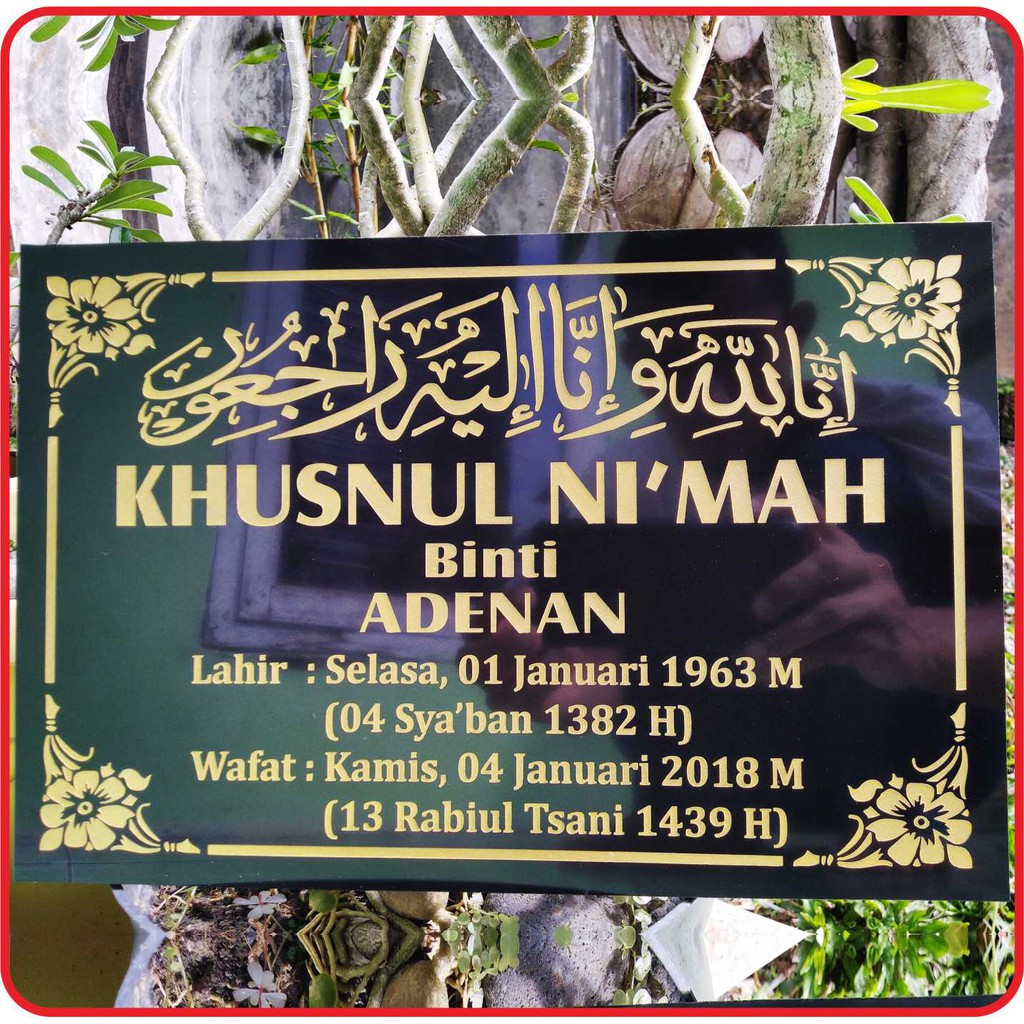 إِنَّا لِلَّهِ وَإِنَّا إِلَيْهِ رَاجِعُونَ
KHUSNUL NI'MAH
Binti
ADENAN
Lahir : Selasa, 01 Januari 1963 M
(04 Sya'ban 1382 H)
Wafat : Kamis, 04 Januari 2018 M
(13 Rabiul Tsani 1439 H)